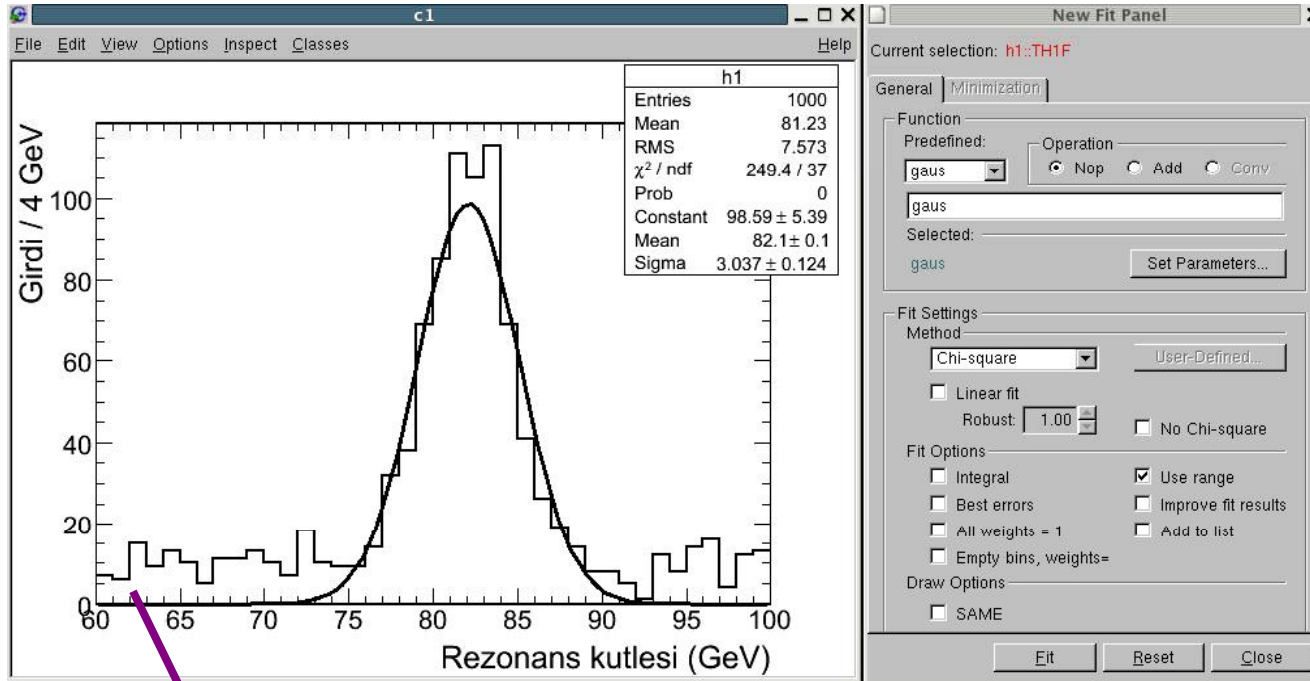 c1
File Edit View Options Inspect Classes Help
h1
Entries 1000
Mean 81.23
RMS 7.573
χ² / ndf 249.4 / 37
Prob 0
Constant 98.59 ± 5.39
Mean 82.1 ± 0.1
Sigma 3.037 ± 0.124
Girdi / 4 GeV
100
80
60
40
20
0
60 65 70 75 80 85 90 95 100
Rezonans kutlesi (GeV)
New Fit Panel
Current selection: h1::TH1F
General Minimization
Function
Predefined: Operation
gaus Nop Add Conv
gaus
Selected:
gaus Set Parameters...
Fit Settings
Method
Chi-square User-Defined...
Linear fit
Robust: 1.00 No Chi-square
Fit Options
Integral Use range
Best errors Improve fit results
All weights = 1 Add to list
Empty bins, weights=
Draw Options
SAME
Fit Reset Close